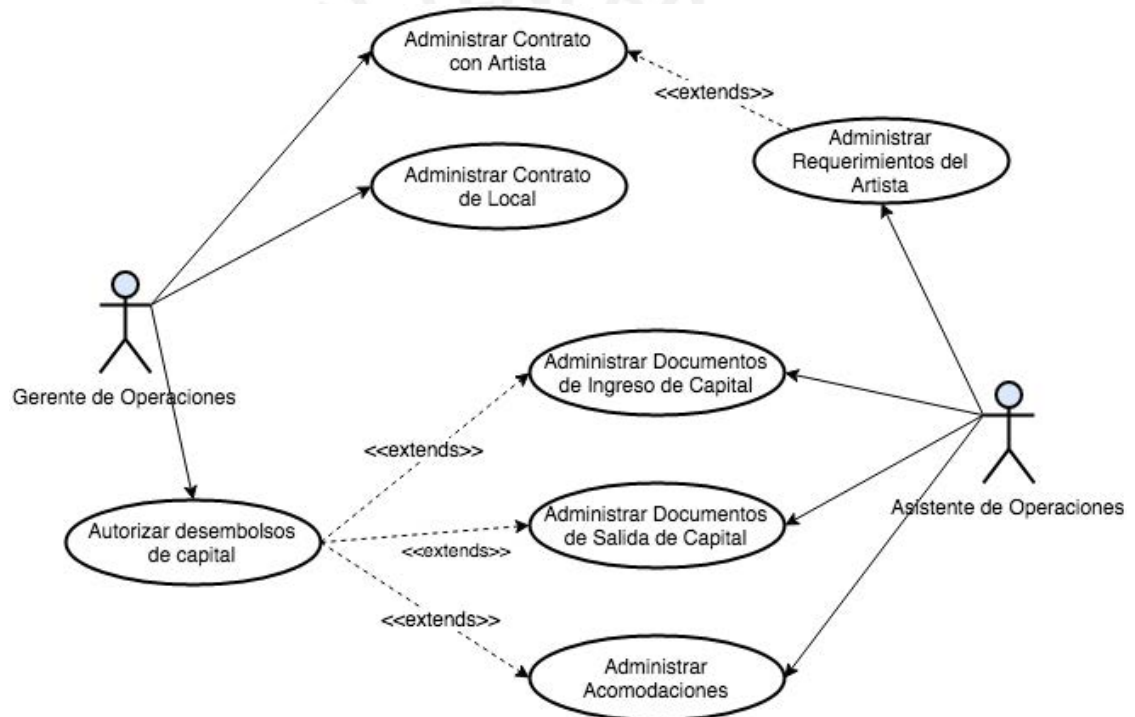 Administrar Contrato
con Artista
<<extends>>
Administrar
Requerimientos del
Artista
Administrar Contrato
de Local
Gerente de Operaciones
Administrar Documentos
de Ingreso de Capital
<<extends>>
Asistente de Operaciones
Autorizar desembolsos
de capital
<<extends>>
Administrar Documentos
de Salida de Capital
<<extends>>
Administrar
Acomodaciones